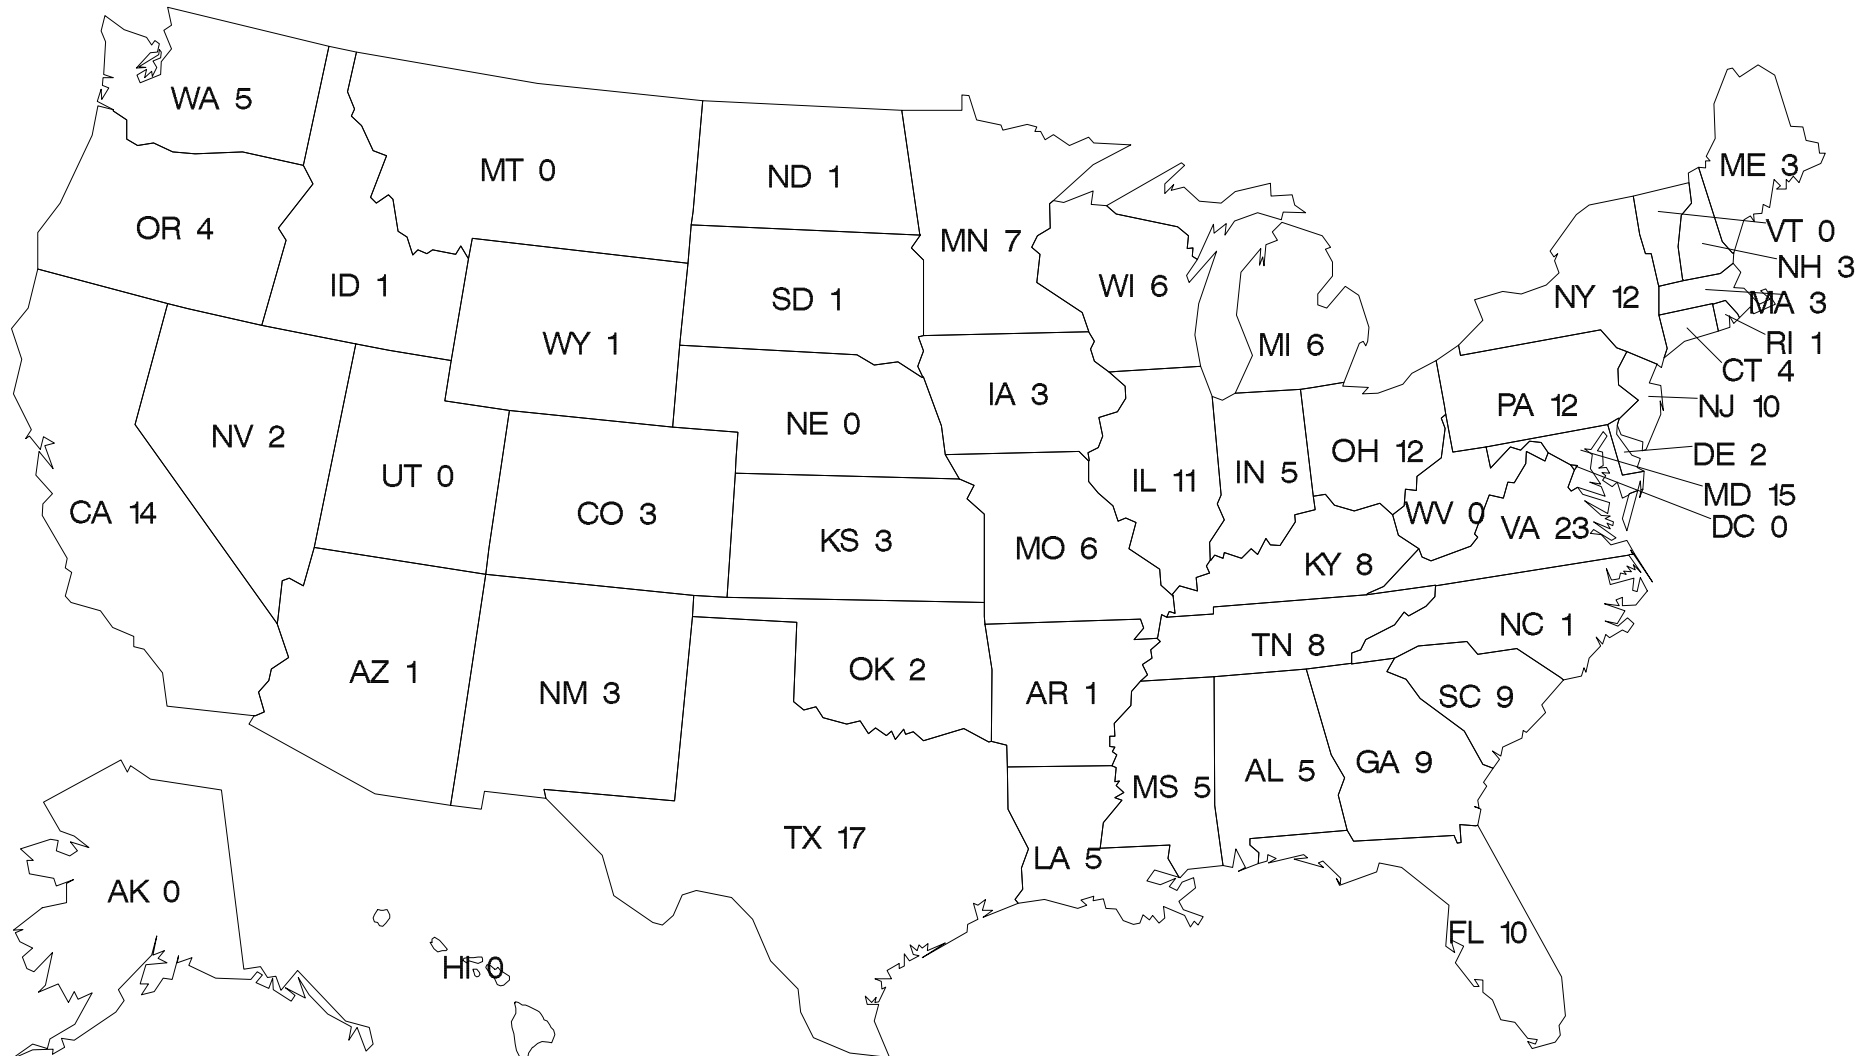 WA 5
MT 0
ME 3
ND 1
OR 4
VT 0
MN 7
NH 3
ID 1
WI 6
SD 1
NY 12
MA 3
WY 1
MI 6
RI 1
CT 4
IA 3
PA 12
NJ 10
NE 0
NV 2
OH 12
DE 2
UT 0
IN 5
IL 11
MD 15
CA 14
CO 3
WV 0
VA 23
DC 0
KS 3
MO 6
KY 8
NC 1
TN 8
AZ 1
OK 2
NM 3
AR 1
SC 9
GA 9
AL 5
MS 5
TX 17
LA 5
AK 0
FL 10
HI 0